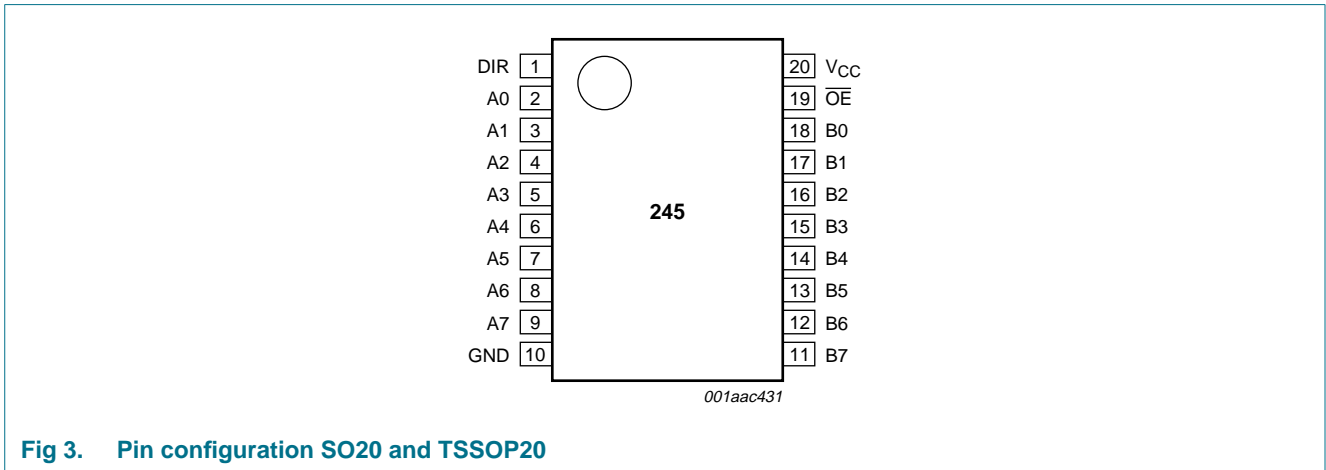 DIR 1 20 VCC
A0 2 19 O̅E̅
A1 3 18 B0
A2 4 17 B1
A3 5 16 B2
A4 6 245 15 B3
A5 7 14 B4
A6 8 13 B5
A7 9 12 B6
GND 10 11 B7
001aac431
Fig 3. Pin configuration SO20 and TSSOP20